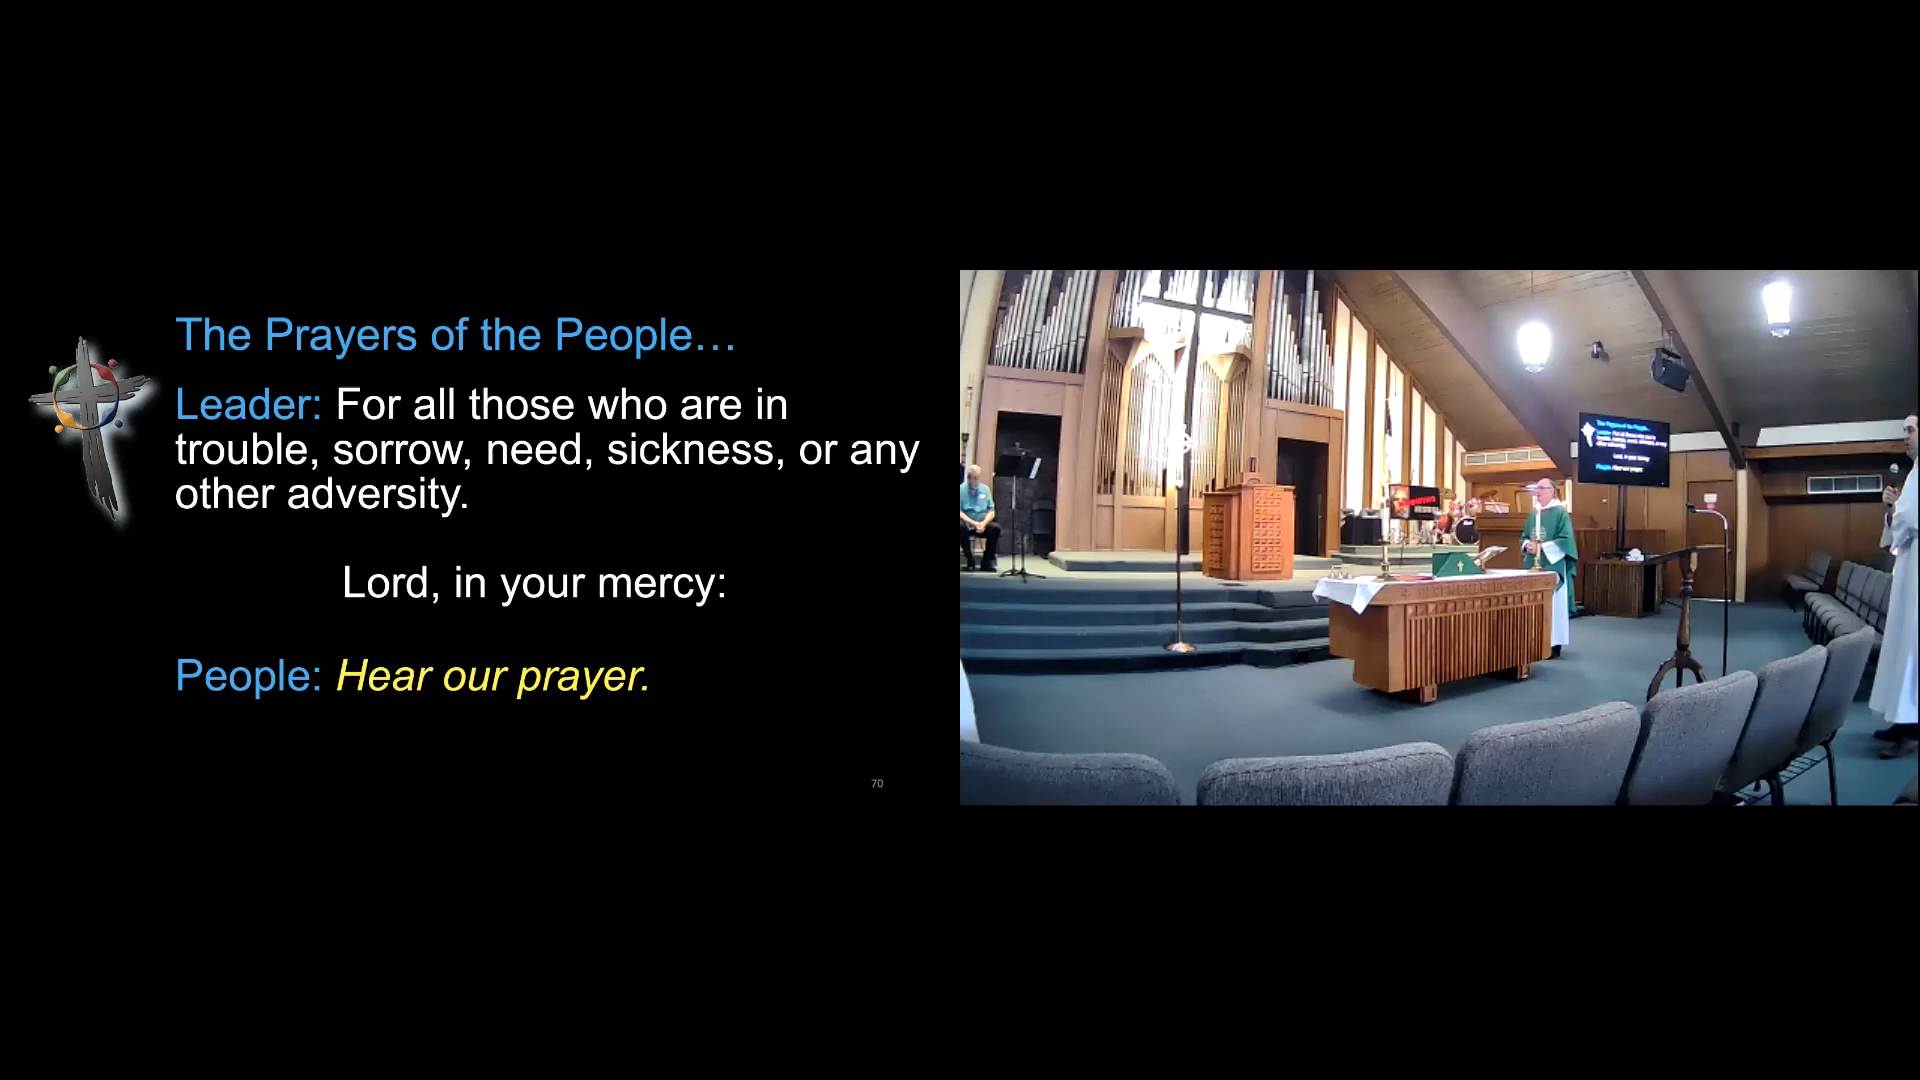 The Prayers of the People…
Leader: For all those who are in
trouble, sorrow, need, sickness, or any
other adversity.
Lord, in your mercy:
People: Hear our prayer.
70